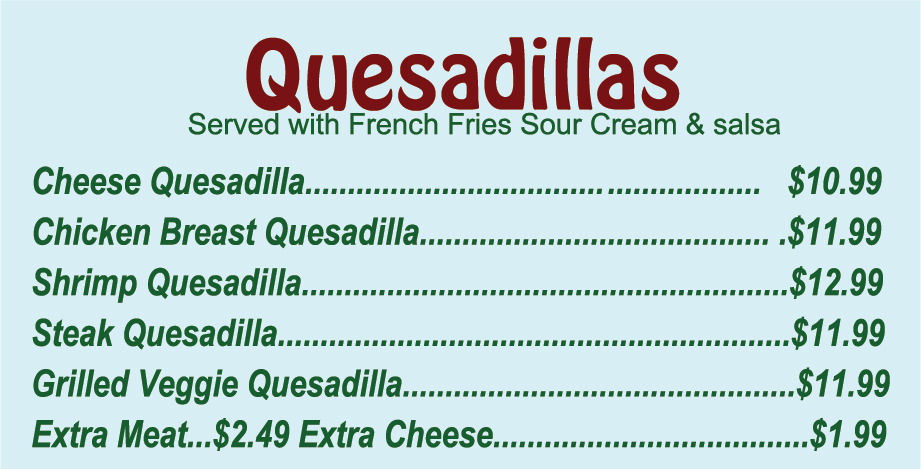 Quesadillas
Served with French Fries Sour Cream & salsa
Cheese Quesadilla..................................................... $10.99
Chicken Breast Quesadilla......................................... .$11.99
Shrimp Quesadilla..........................................................$12.99
Steak Quesadilla.............................................................$11.99
Grilled Veggie Quesadilla...............................................$11.99
Extra Meat...$2.49 Extra Cheese.....................................$1.99